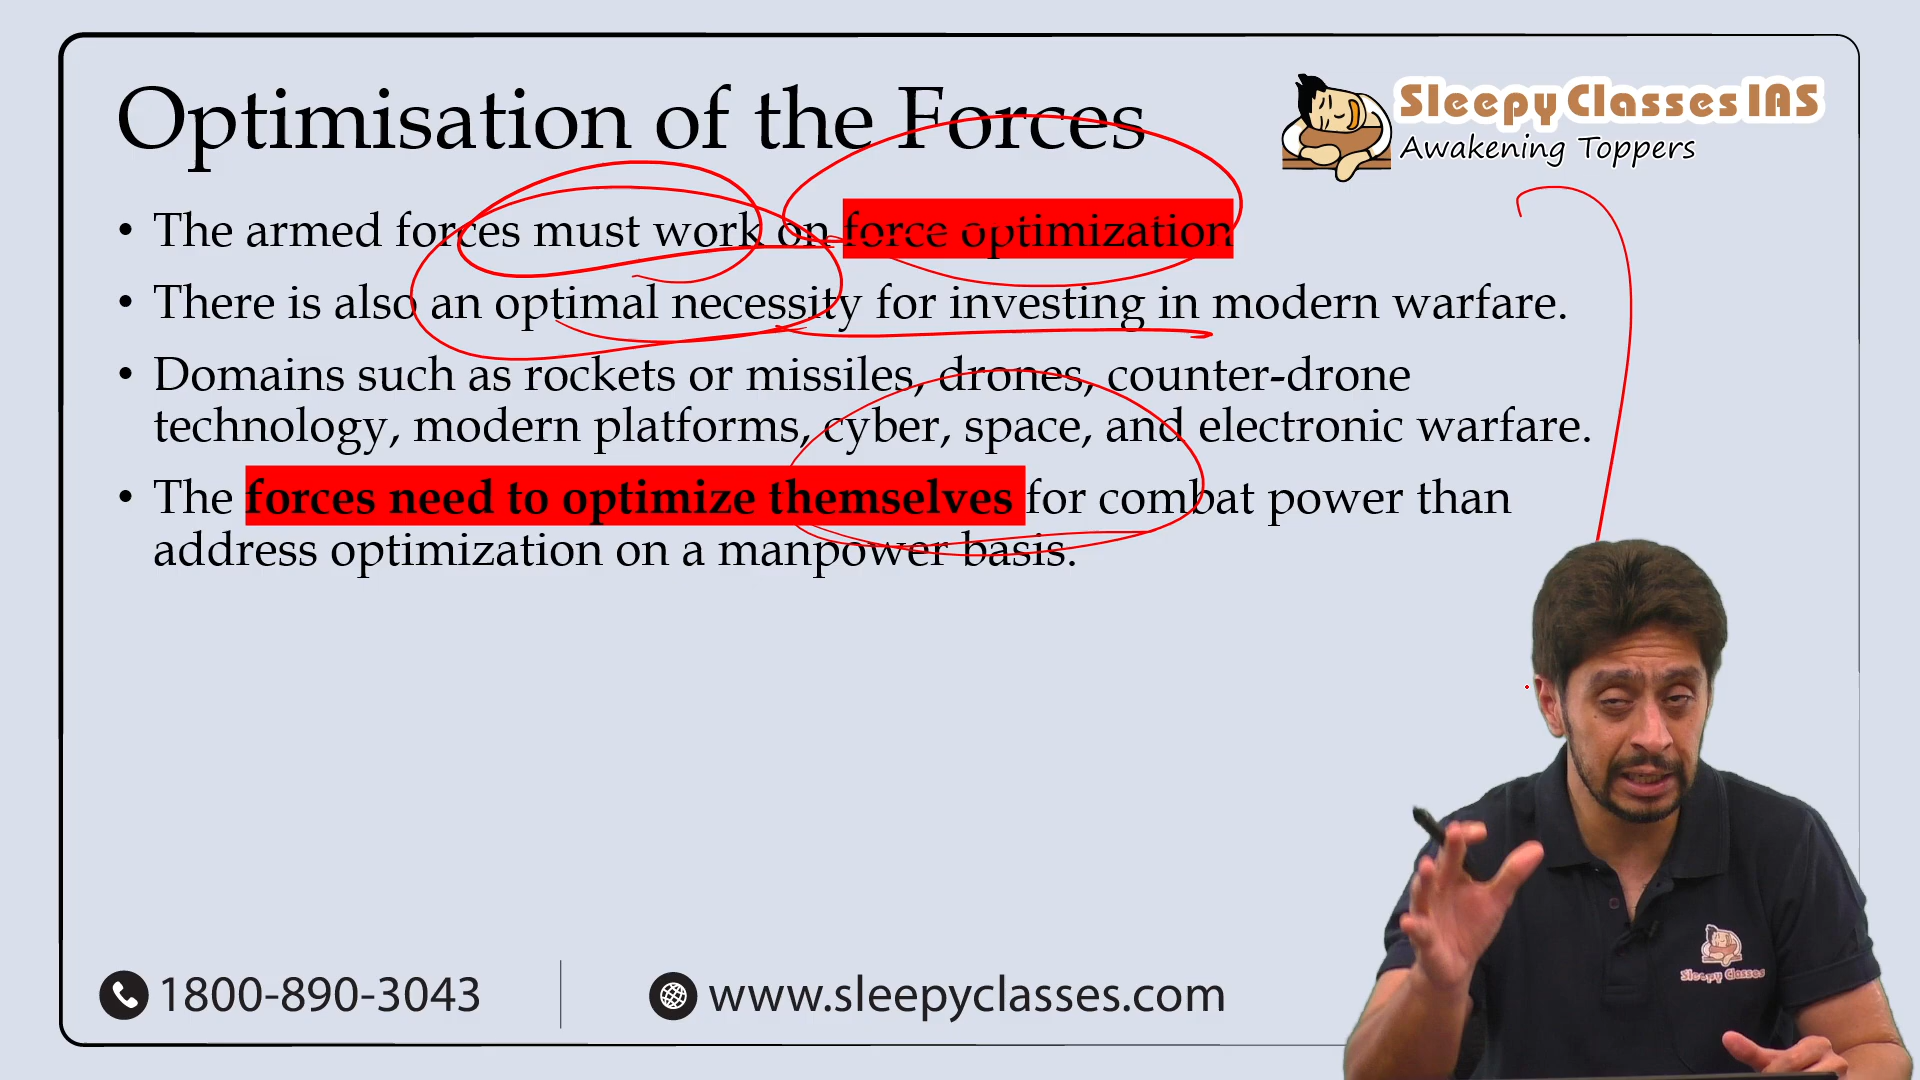 Optimisation of the Forces
Sleepy Classes IAS
Awakening Toppers
• The armed forces must work on force optimization
• There is also an optimal necessity for investing in modern warfare.
• Domains such as rockets or missiles, drones, counter-drone
technology, modern platforms, cyber, space, and electronic warfare.
• The forces need to optimize themselves for combat power than
address optimization on a manpower basis.
Sleepy Classes
1800-890-3043
www.sleepyclasses.com